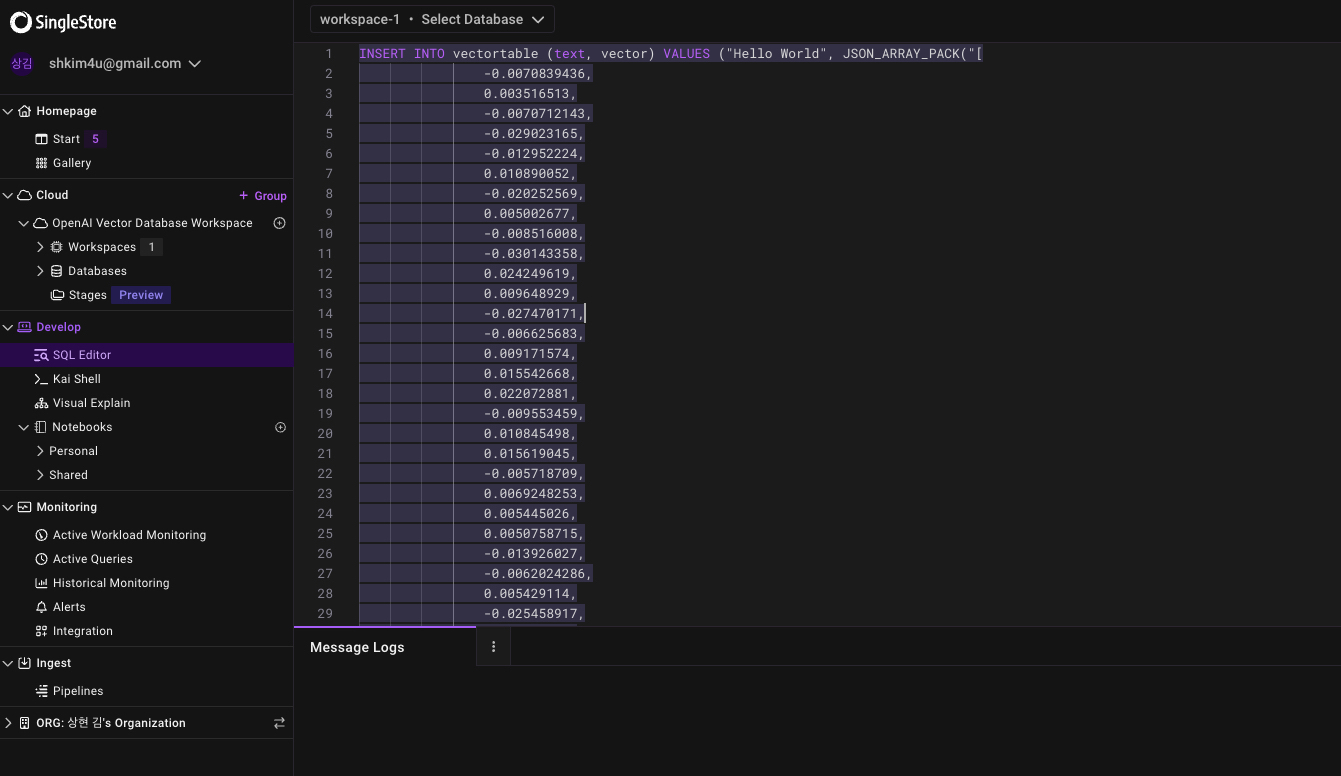 SingleStore
상김 shkim4u@gmail.com
Homepage
Start 5
Gallery
Cloud + Group
OpenAI Vector Database Workspace
Workspaces 1
Databases
Stages Preview
Develop
SQL Editor
Kai Shell
Visual Explain
Notebooks
Personal
Shared
Monitoring
Active Workload Monitoring
Active Queries
Historical Monitoring
Alerts
Integration
Ingest
Pipelines
ORG: 상현 김's Organization
workspace-1 • Select Database
1 INSERT INTO vectortable (text, vector) VALUES ("Hello World", JSON_ARRAY_PACK("[
2 -0.0070839436,
3 0.003516513,
4 -0.0070712143,
5 -0.029023165,
6 -0.012952224,
7 0.010890052,
8 -0.020252569,
9 0.005002677,
10 -0.008516008,
11 -0.030143358,
12 0.024249619,
13 0.009648929,
14 -0.027470171,
15 -0.006625683,
16 0.009171574,
17 0.015542668,
18 0.022072881,
19 -0.009553459,
20 0.010845498,
21 0.015619045,
22 -0.005718709,
23 0.0069248253,
24 0.005445026,
25 0.0050758715,
26 -0.013926027,
27 -0.0062024286,
28 0.005429114,
29 -0.025458917,
Message Logs